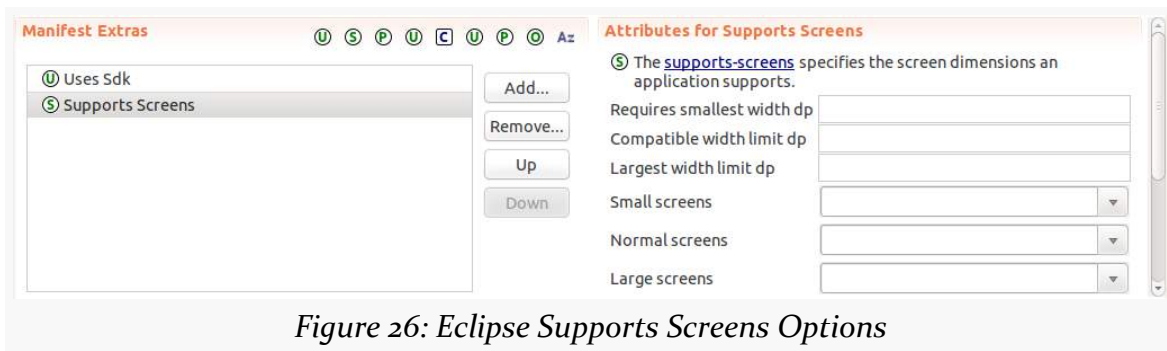 Manifest Extras
U S P U C U P O Az
U Uses Sdk
S Supports Screens
Add...
Remove...
Up
Down
Attributes for Supports Screens
S The supports-screens specifies the screen dimensions an
application supports.
Requires smallest width dp
Compatible width limit dp
Largest width limit dp
Small screens
Normal screens
Large screens
Figure 26: Eclipse Supports Screens Options